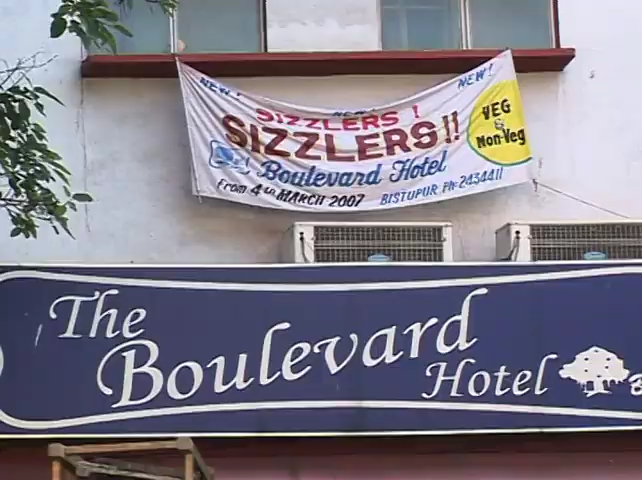 NEW! NEW! NEW!
SIZZLERS !
SIZZLERS!!
VEG
&
Non-Veg
Boulevard Hotel
From 4th MARCH 2007 BISTUPUR Ph: 2434411
The
Boulevard
Hotel